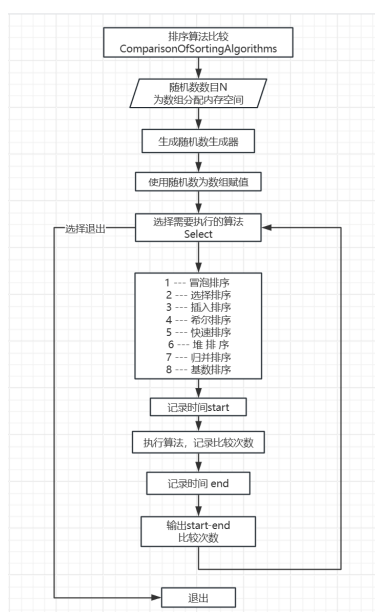 排序算法比较
ComparisonOfSortingAlgorithms
随机数数目N
为数组分配内存空间
生成随机数生成器
使用随机数为数组赋值
选择需要执行的算法
Select
选择退出
1 --- 冒泡排序
2 --- 选择排序
3 --- 插入排序
4 --- 希尔排序
5 --- 快速排序
6 --- 堆 排 序
7 --- 归并排序
8 --- 基数排序
记录时间start
执行算法，记录比较次数
记录时间 end
输出start-end
比较次数
退出